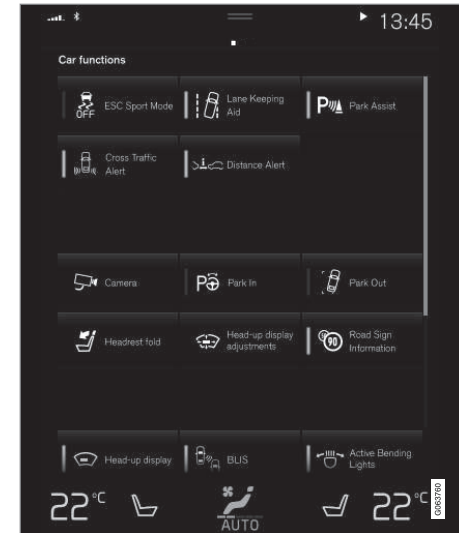 13:45
Car functions
OFF
ESC Sport Mode
Lane Keeping
Aid
P
Park Assist
Cross Traffic
Alert
Distance Alert
Camera
P
Park In
Park Out
Headrest fold
Head-up display
adjustments
90
Road Sign
Information
Head-up display
BLIS
Active Bending
Lights
22°C
AUTO
22°C
G063760